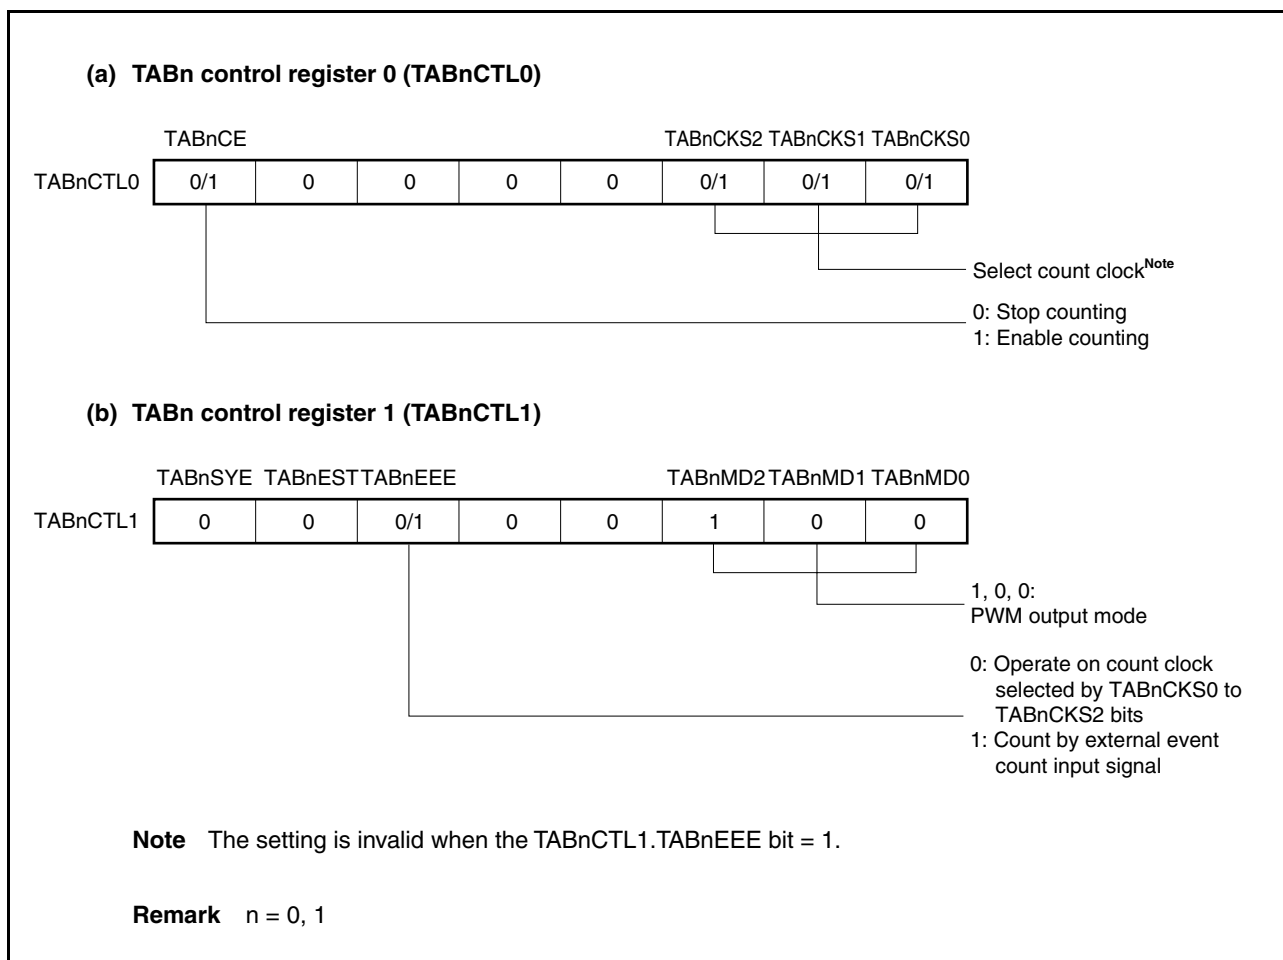 (a) TABn control register 0 (TABnCTL0)
TABnCE TABnCKS2 TABnCKS1 TABnCKS0
TABnCTL0 0/1 0 0 0 0 0/1 0/1 0/1
Select count clockNote
0: Stop counting
1: Enable counting
(b) TABn control register 1 (TABnCTL1)
TABnSYE TABnEST TABnEEE TABnMD2 TABnMD1 TABnMD0
TABnCTL1 0 0 0/1 0 0 1 0 0
1, 0, 0:
PWM output mode
0: Operate on count clock
selected by TABnCKS0 to
TABnCKS2 bits
1: Count by external event
count input signal
Note The setting is invalid when the TABnCTL1.TABnEEE bit = 1.
Remark n = 0, 1